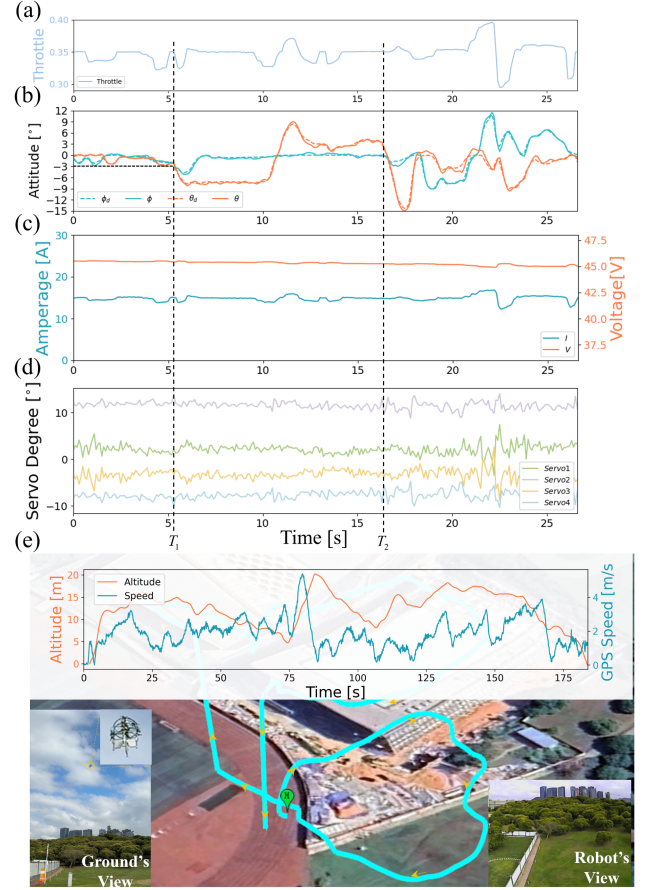 (a)
Throttle
0.40
0.35
0.30
Throttle
0 5 10 15 20 25
(b)
Attitude [°]
12
9
6
3
0
−3
−6
−9
−12
−15
ϕd ϕ θd θ
0 5 10 15 20 25
(c)
Amperage [A]
30
20
10
0
Voltage[V]
47.5
45.0
42.5
40.0
37.5
I
V
0 5 10 15 20 25
(d)
Servo Degree [°]
10
0
−10
Servo1
Servo2
Servo3
Servo4
0 5 10 15 20 25
T1 Time [s] T2
(e)
Altitude [m]
20
15
10
5
0
Altitude
Speed
GPS Speed [m/s
4
2
0
0 25 50 75 100 125 150 175
Time [s]
H
Ground's
View
Robot's
View